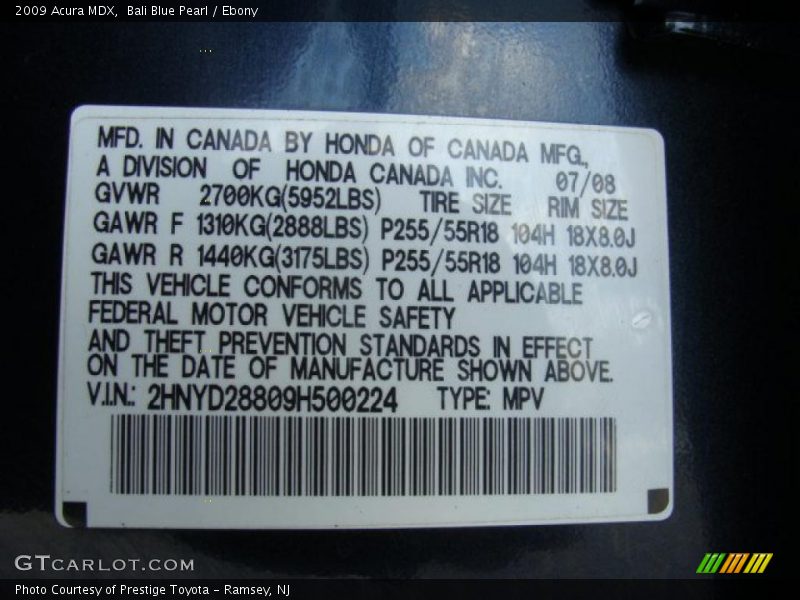 2009 Acura MDX,  Bali Blue Pearl / Ebony
MFD. IN CANADA BY HONDA OF CANADA MFG.,
A DIVISION OF HONDA CANADA INC. 07/08
GVWR 2700KG(5952LBS) TIRE SIZE RIM SIZE
GAWR F 1310KG(2888LBS) P255/55R18 104H 18X8.0J
GAWR R 1440KG(3175LBS) P255/55R18 104H 18X8.0J
THIS VEHICLE CONFORMS TO ALL APPLICABLE
FEDERAL MOTOR VEHICLE SAFETY
AND THEFT PREVENTION STANDARDS IN EFFECT
ON THE DATE OF MANUFACTURE SHOWN ABOVE.
V.I.N.: 2HNYD28809H500224 TYPE: MPV
GTCARLOT.COM
Photo Courtesy of Prestige Toyota - Ramsey, NJ